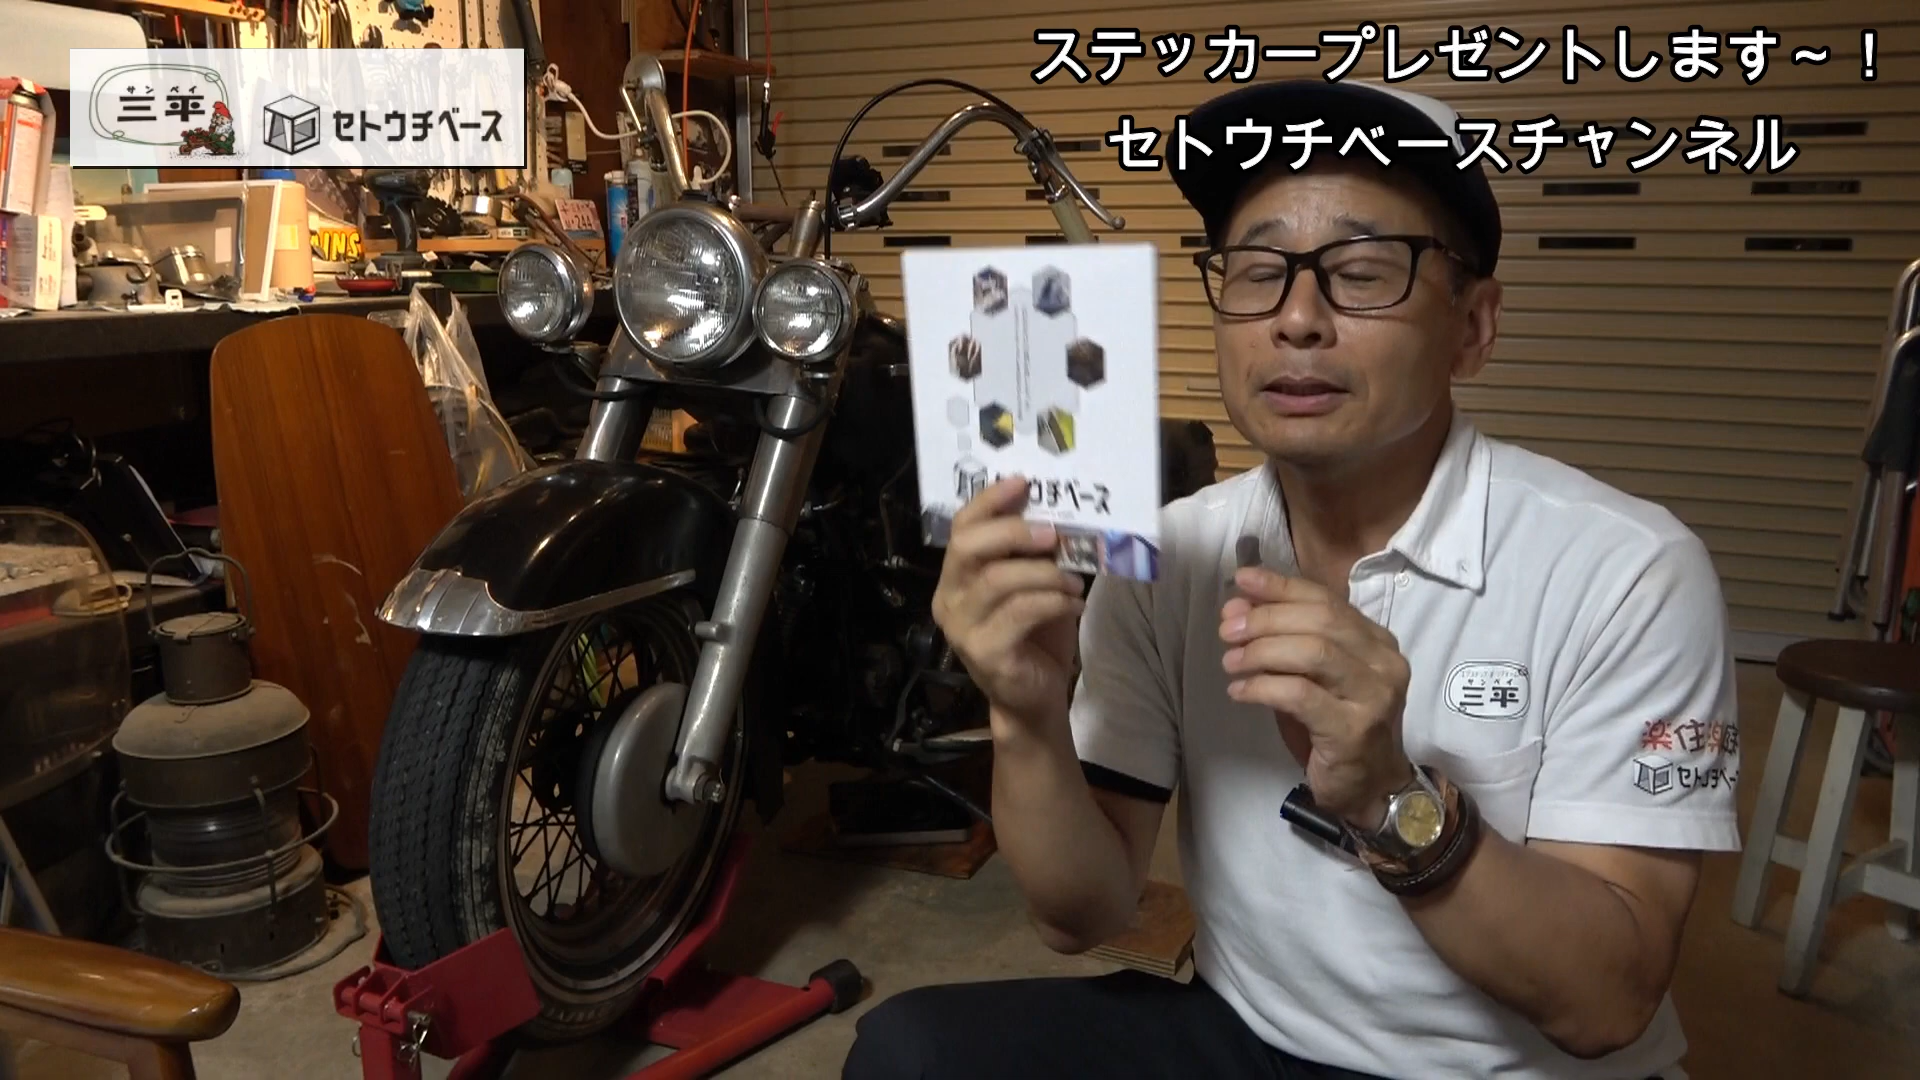 ステッカープレゼントします～！
セトウチベースチャンネル
サンペイ
三平
セトウチベース
AINS
244
セトウチベース
サンペイ
三平
楽住楽
セトウチベー